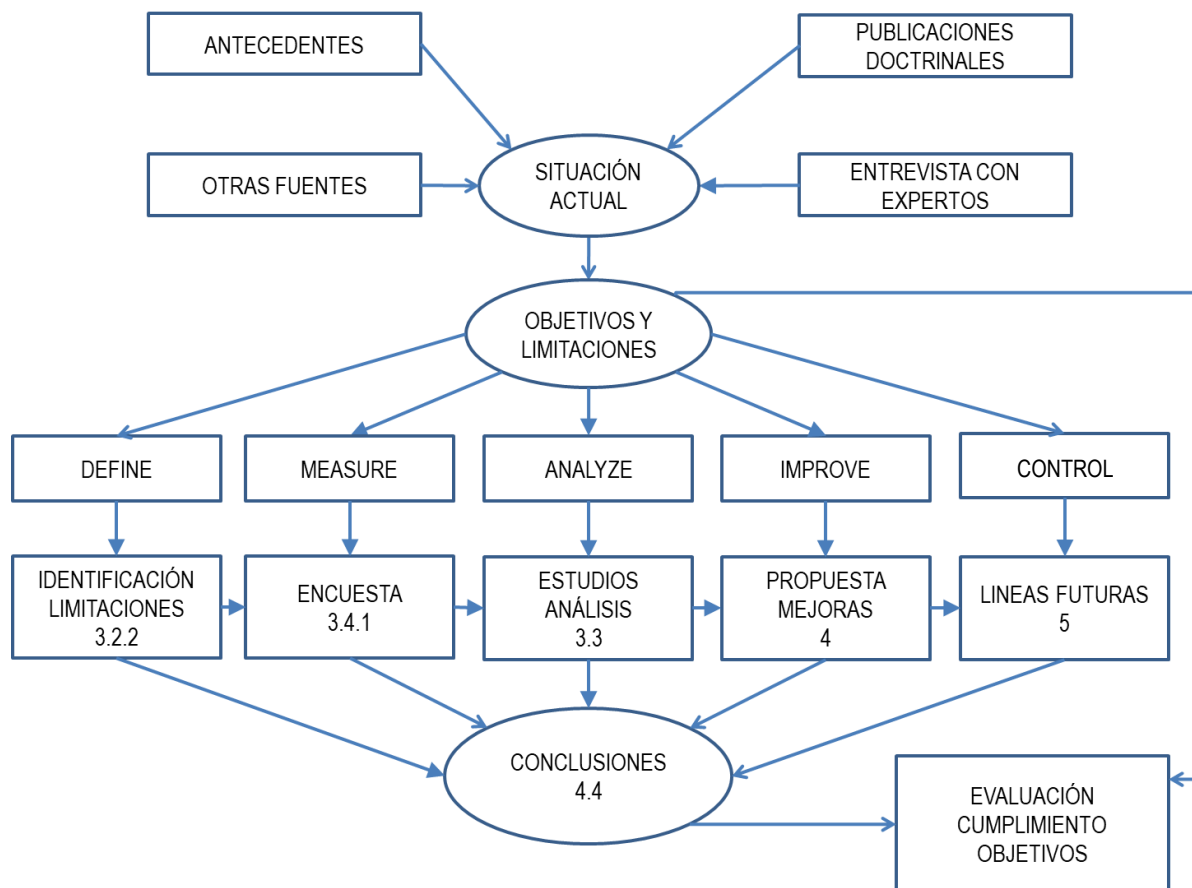 ANTECEDENTES
PUBLICACIONES
DOCTRINALES
OTRAS FUENTES
SITUACIÓN
ACTUAL
ENTREVISTA CON
EXPERTOS
OBJETIVOS Y
LIMITACIONES
DEFINE
MEASURE
ANALYZE
IMPROVE
CONTROL
IDENTIFICACIÓN
LIMITACIONES
3.2.2
ENCUESTA
3.4.1
ESTUDIOS
ANÁLISIS
3.3
PROPUESTA
MEJORAS
4
LINEAS FUTURAS
5
CONCLUSIONES
4.4
EVALUACIÓN
CUMPLIMIENTO
OBJETIVOS